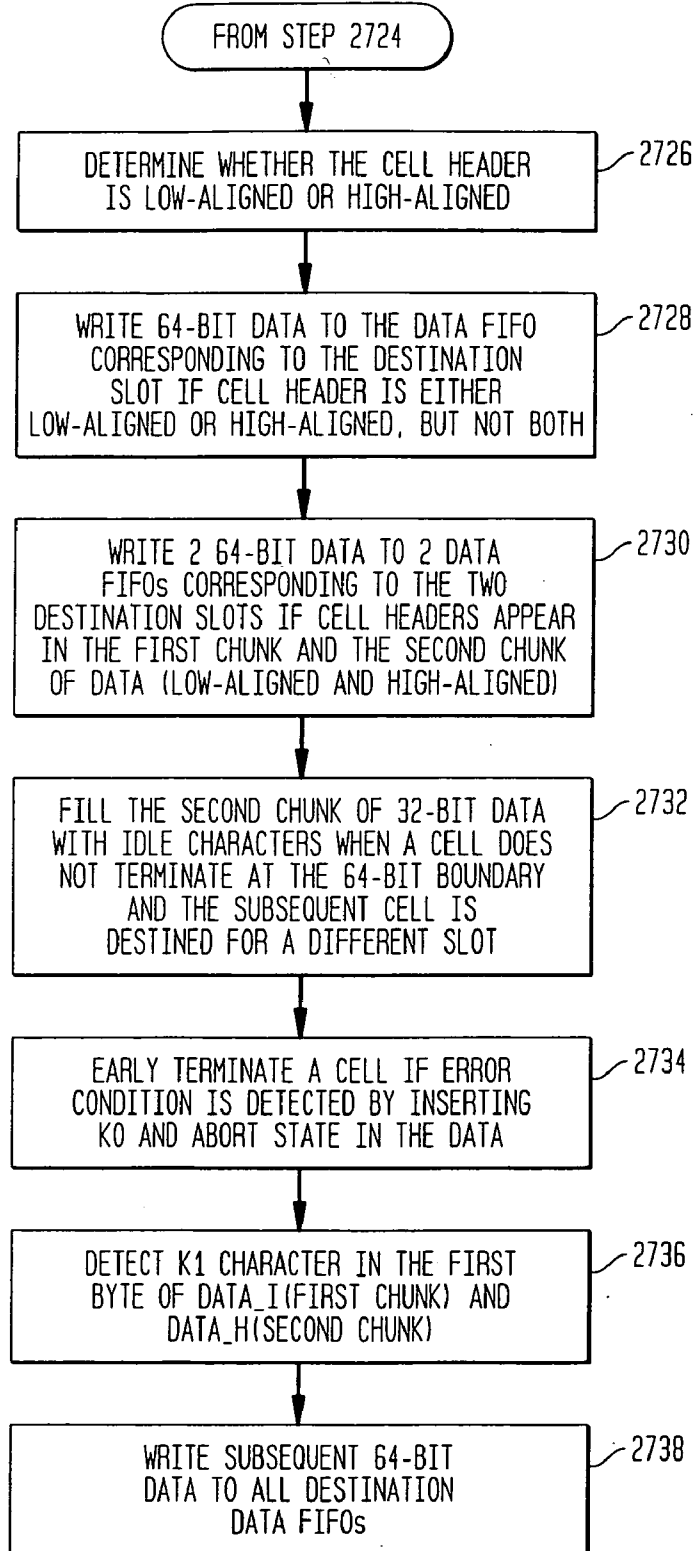 FROM STEP 2724
DETERMINE WHETHER THE CELL HEADER
IS LOW-ALIGNED OR HIGH-ALIGNED
2726
WRITE 64-BIT DATA TO THE DATA FIFO
CORRESPONDING TO THE DESTINATION
SLOT IF CELL HEADER IS EITHER
LOW-ALIGNED OR HIGH-ALIGNED, BUT NOT BOTH
2728
WRITE 2 64-BIT DATA TO 2 DATA
FIFOs CORRESPONDING TO THE TWO
DESTINATION SLOTS IF CELL HEADERS APPEAR
IN THE FIRST CHUNK AND THE SECOND CHUNK
OF DATA (LOW-ALIGNED AND HIGH-ALIGNED)
2730
FILL THE SECOND CHUNK OF 32-BIT DATA
WITH IDLE CHARACTERS WHEN A CELL DOES
NOT TERMINATE AT THE 64-BIT BOUNDARY
AND THE SUBSEQUENT CELL IS
DESTINED FOR A DIFFERENT SLOT
2732
EARLY TERMINATE A CELL IF ERROR
CONDITION IS DETECTED BY INSERTING
K0 AND ABORT STATE IN THE DATA
2734
DETECT K1 CHARACTER IN THE FIRST
BYTE OF DATA_I(FIRST CHUNK) AND
DATA_H(SECOND CHUNK)
2736
WRITE SUBSEQUENT 64-BIT
DATA TO ALL DESTINATION
DATA FIFOs
2738